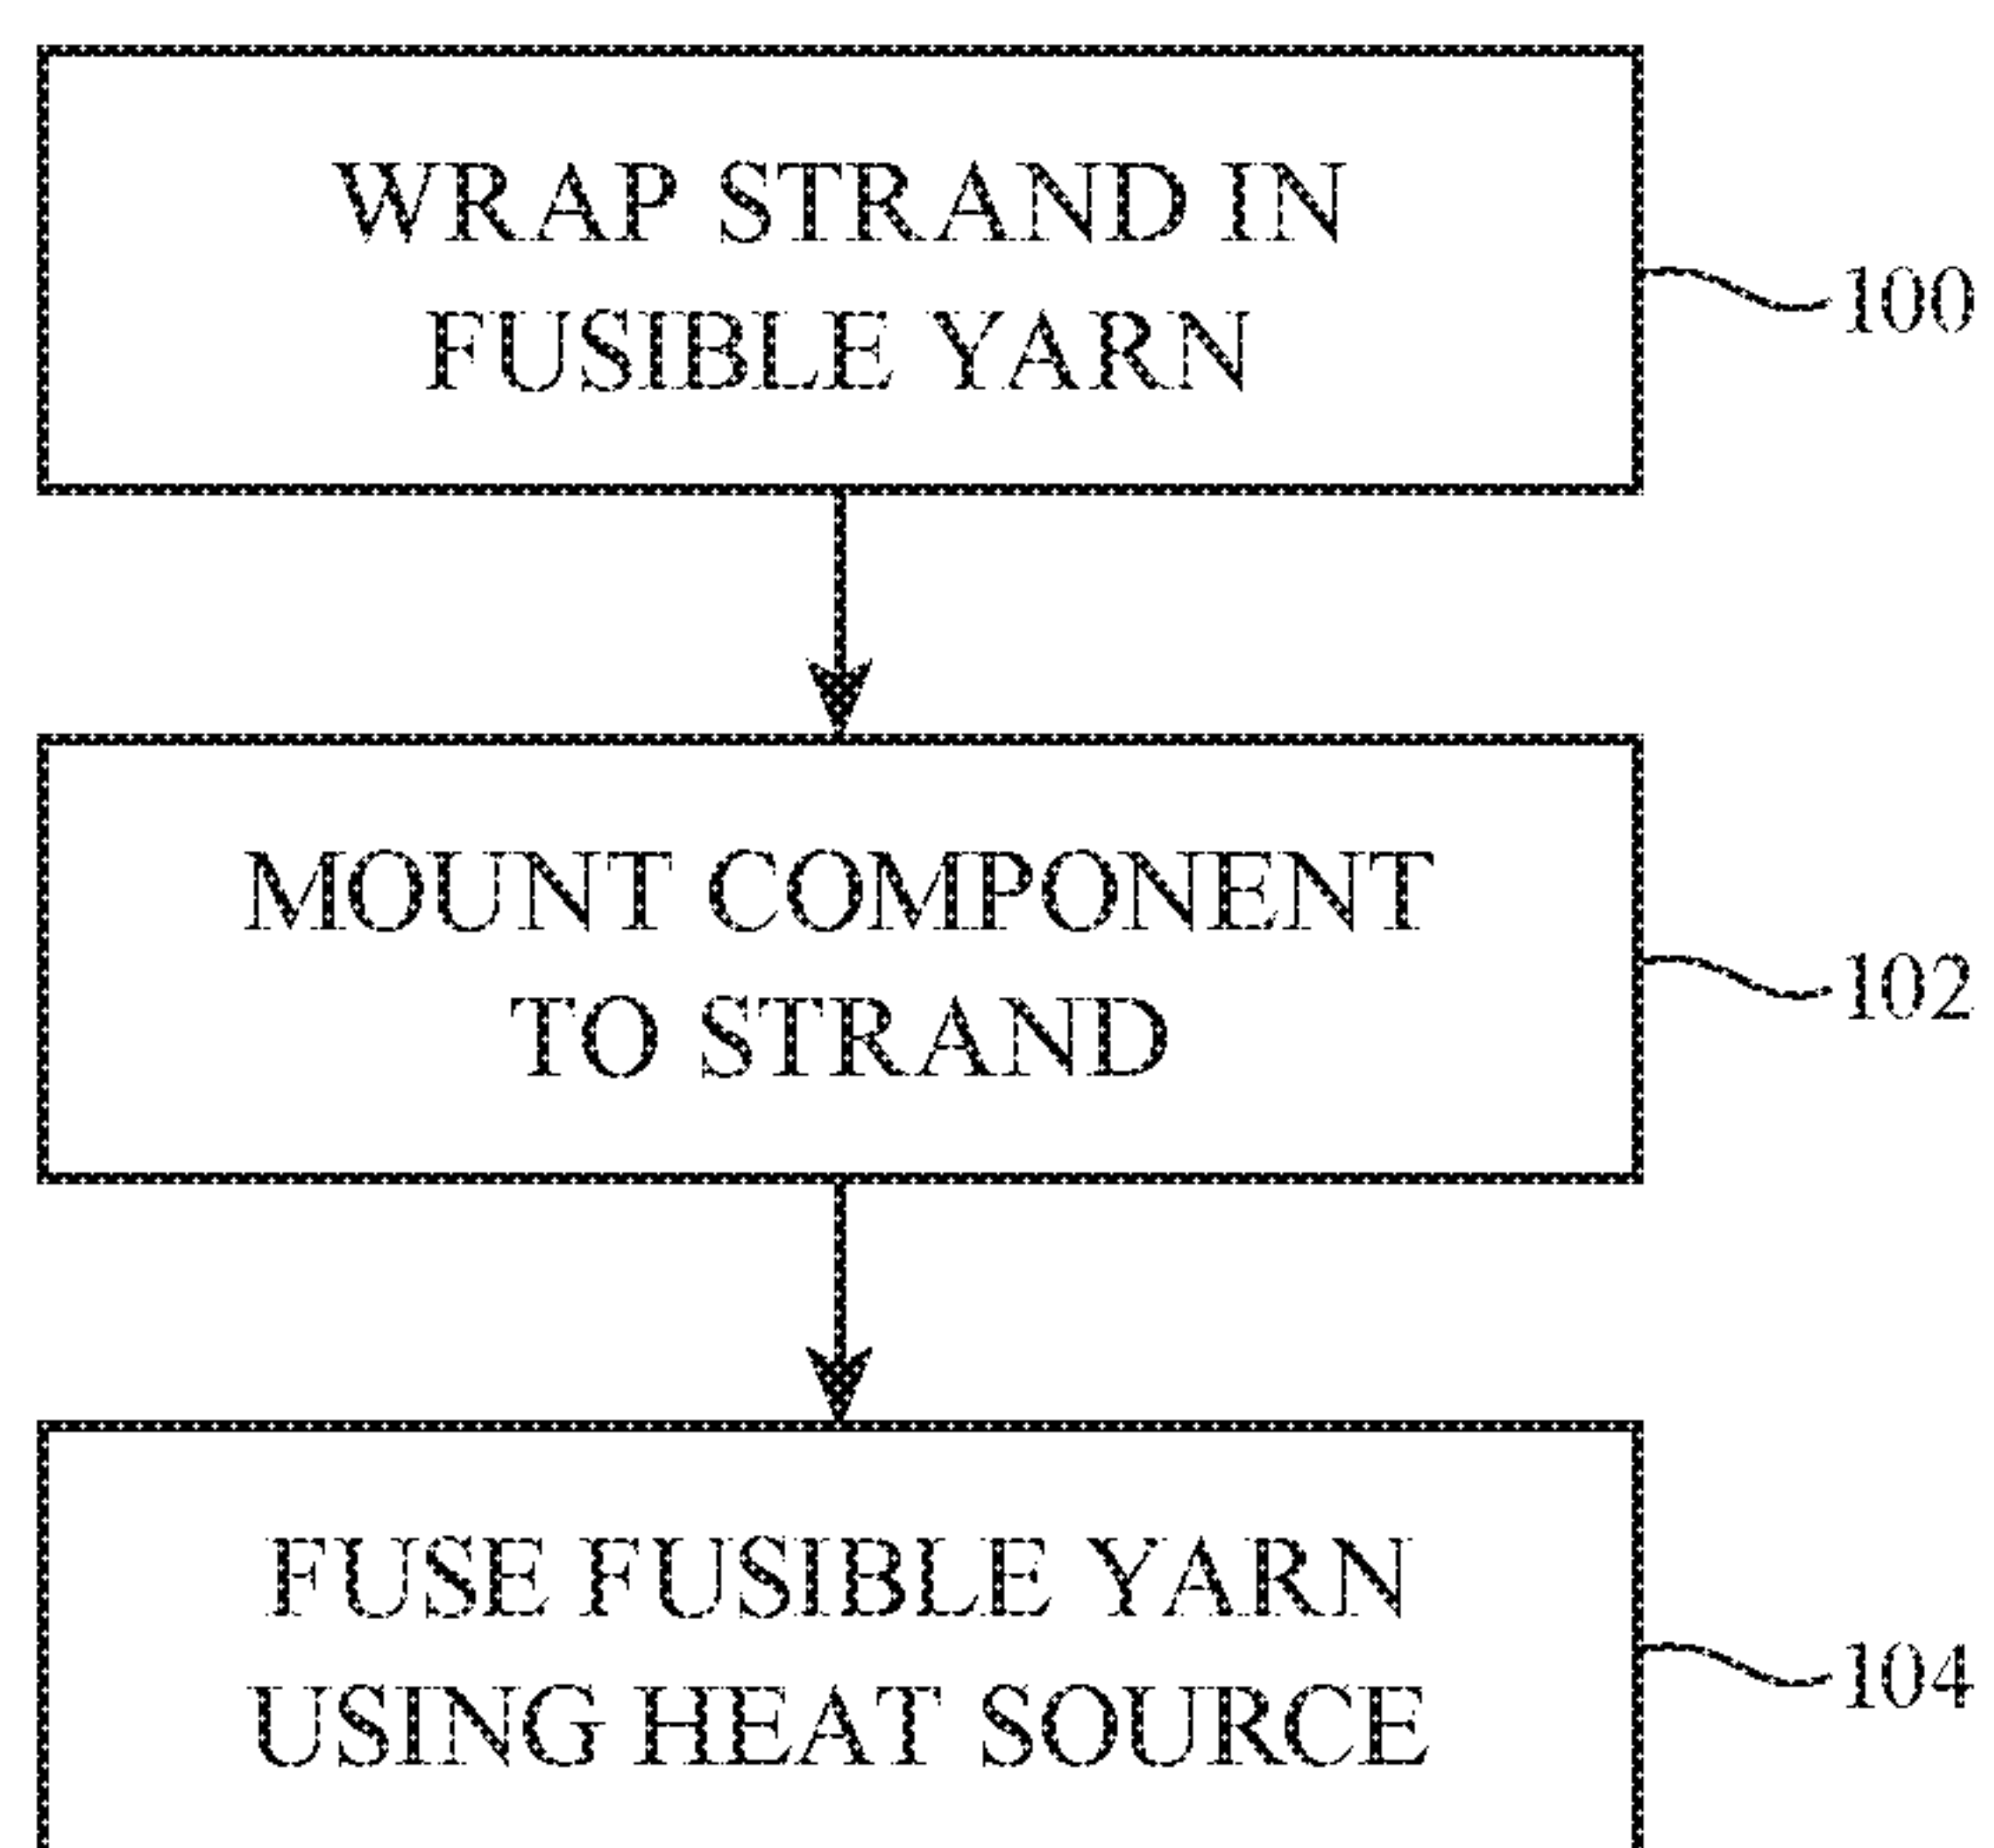 WRAP STRAND IN
FUSIBLE YARN
100
MOUNT COMPONENT
TO STRAND
102
FUSE FUSIBLE YARN
USING HEAT SOURCE
104